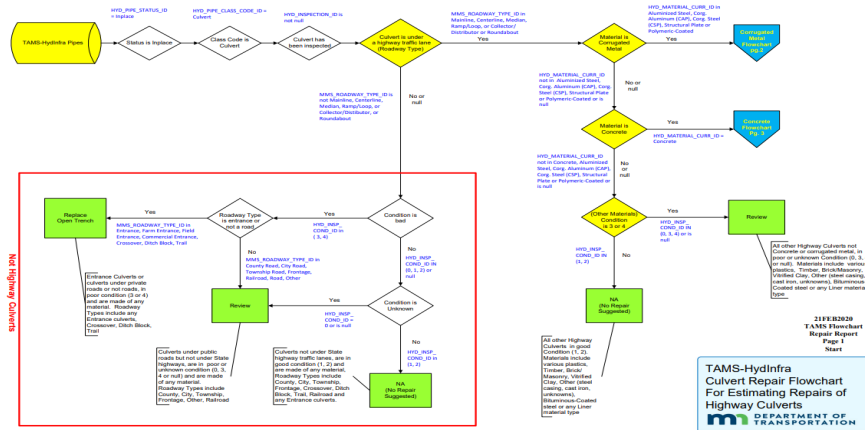 TAMS-HydInfra Pipes
HYD_PIPE_STATUS_ID
= Inplace
Status is Inplace
HYD_PIPE_CLASS_CODE_ID =
Culvert
Class Code is
Culvert
HYD_INSPECTION_ID is
not null
Culvert has
been inspected
Culvert is under
a highway traffic lane
(Roadway Type)
MMS_ROADWAY_TYPE_ID in
Mainline, Centerline, Median,
Ramp/Loop, or Collector/
Distributor or Roundabout
Yes
Material is
Corrugated
Metal
HYD_MATERIAL_CURR_ID in
Aluminized Steel, Corg.
Aluminum (CAP), Corg. Steel
(CSP), Structural Plate or
Polymeric-Coated
Yes
Corrugated
Metal
Flowchart
pg.2
MMS_ROADWAY_TYPE_ID
is not Mainline, Centerline,
Median, Ramp/Loop, or
Collector/Distributor, or
Roundabout
No or
null
HYD_MATERIAL_CURR_ID
not in Aluminized Steel,
Corg. Aluminum (CAP), Corg.
Steel (CSP), Structural Plate
or Polymeric-Coated or is
null
No or
null
Material is
Concrete
Yes
HYD_MATERIAL_CURR_ID =
Concrete
Concrete
Flowchart
Pg. 3
HYD_MATERIAL_CURR_ID
not in Concrete, Aluminized
Steel, Corg. Aluminum (CAP),
Corg. Steel (CSP), Structural
Plate or Polymeric-Coated or
is null
No
or
null
(Other Materials)
Condition
is 3 or 4
Yes
HYD_INSP_
COND_ID IN
(0, 3, 4) or is
null
Review
All other Highway Culverts not
Concrete or corrugated metal, in
poor or unknown Condition (0, 3,
or null). Materials include variou
plastics, Timber, Brick/Masonry,
Vitrified Clay, Other (steel casing,
cast iron, unknowns), Bituminous
Coated steel or any Liner materia
type
HYD_INSP_
COND_ID IN
(1, 2)
No
NA
(No Repair
Suggested)
All other Highway
Culverts in good
Condition (1, 2).
Materials include
various plastics,
Timber, Brick/
Masonry, Vitrified
Clay, Other (steel
casing, cast iron,
unknowns),
Bituminous-Coated
steel or any Liner
material type
Not Highway Culverts
Replace
Open Trench
Yes
MMS_ROADWAY_TYPE_ID in
Entrance, Farm Entrance, Field
Entrance, Commercial Entrance,
Crossover, Ditch Block, Trail
Roadway Type
is entrance or
not a road
Yes
HYD_INSP_
COND_ID in
( 3, 4)
Condition is
bad
Entrance Culverts or
culverts under private
roads or not roads, in
poor condition (3 or 4)
and are made of any
material. Roadway
Types include any
Entrance culverts,
Crossover, Ditch Block,
Trail
No
MMS_ROADWAY_TYPE_ID in
County Road, City Road,
Township Road, Frontage,
Railroad, Road, Other
No
HYD_INSP_
COND_ID IN
(0, 1, 2) or
null
Review
Yes
HYD_INSP_
COND_ID =
0 or is null
Condition is
Unknown
No
HYD_INSP_
COND_ID in
(1, 2)
NA
(No Repair
Suggested)
Culverts under public
roads but not under State
highways, are in poor or
unknown condition (0, 3,
4 or null) and are made
of any material.
Roadway Types include
County, City, Township,
Frontage, Other, Railroad
Culverts not under State
highway traffic lanes, are in
good condition (1, 2) and
are made of any material,
Roadway Types include
County, City, Township,
Frontage, Crossover, Ditch
Block, Trail, Railroad and
any Entrance culverts.
21FEB2020
TAMS Flowchart
Repair Report
Page 1
Start
TAMS-HydInfra
Culvert Repair Flowchart
For Estimating Repairs of
Highway Culverts
DEPARTMENT OF
TRANSPORTATION